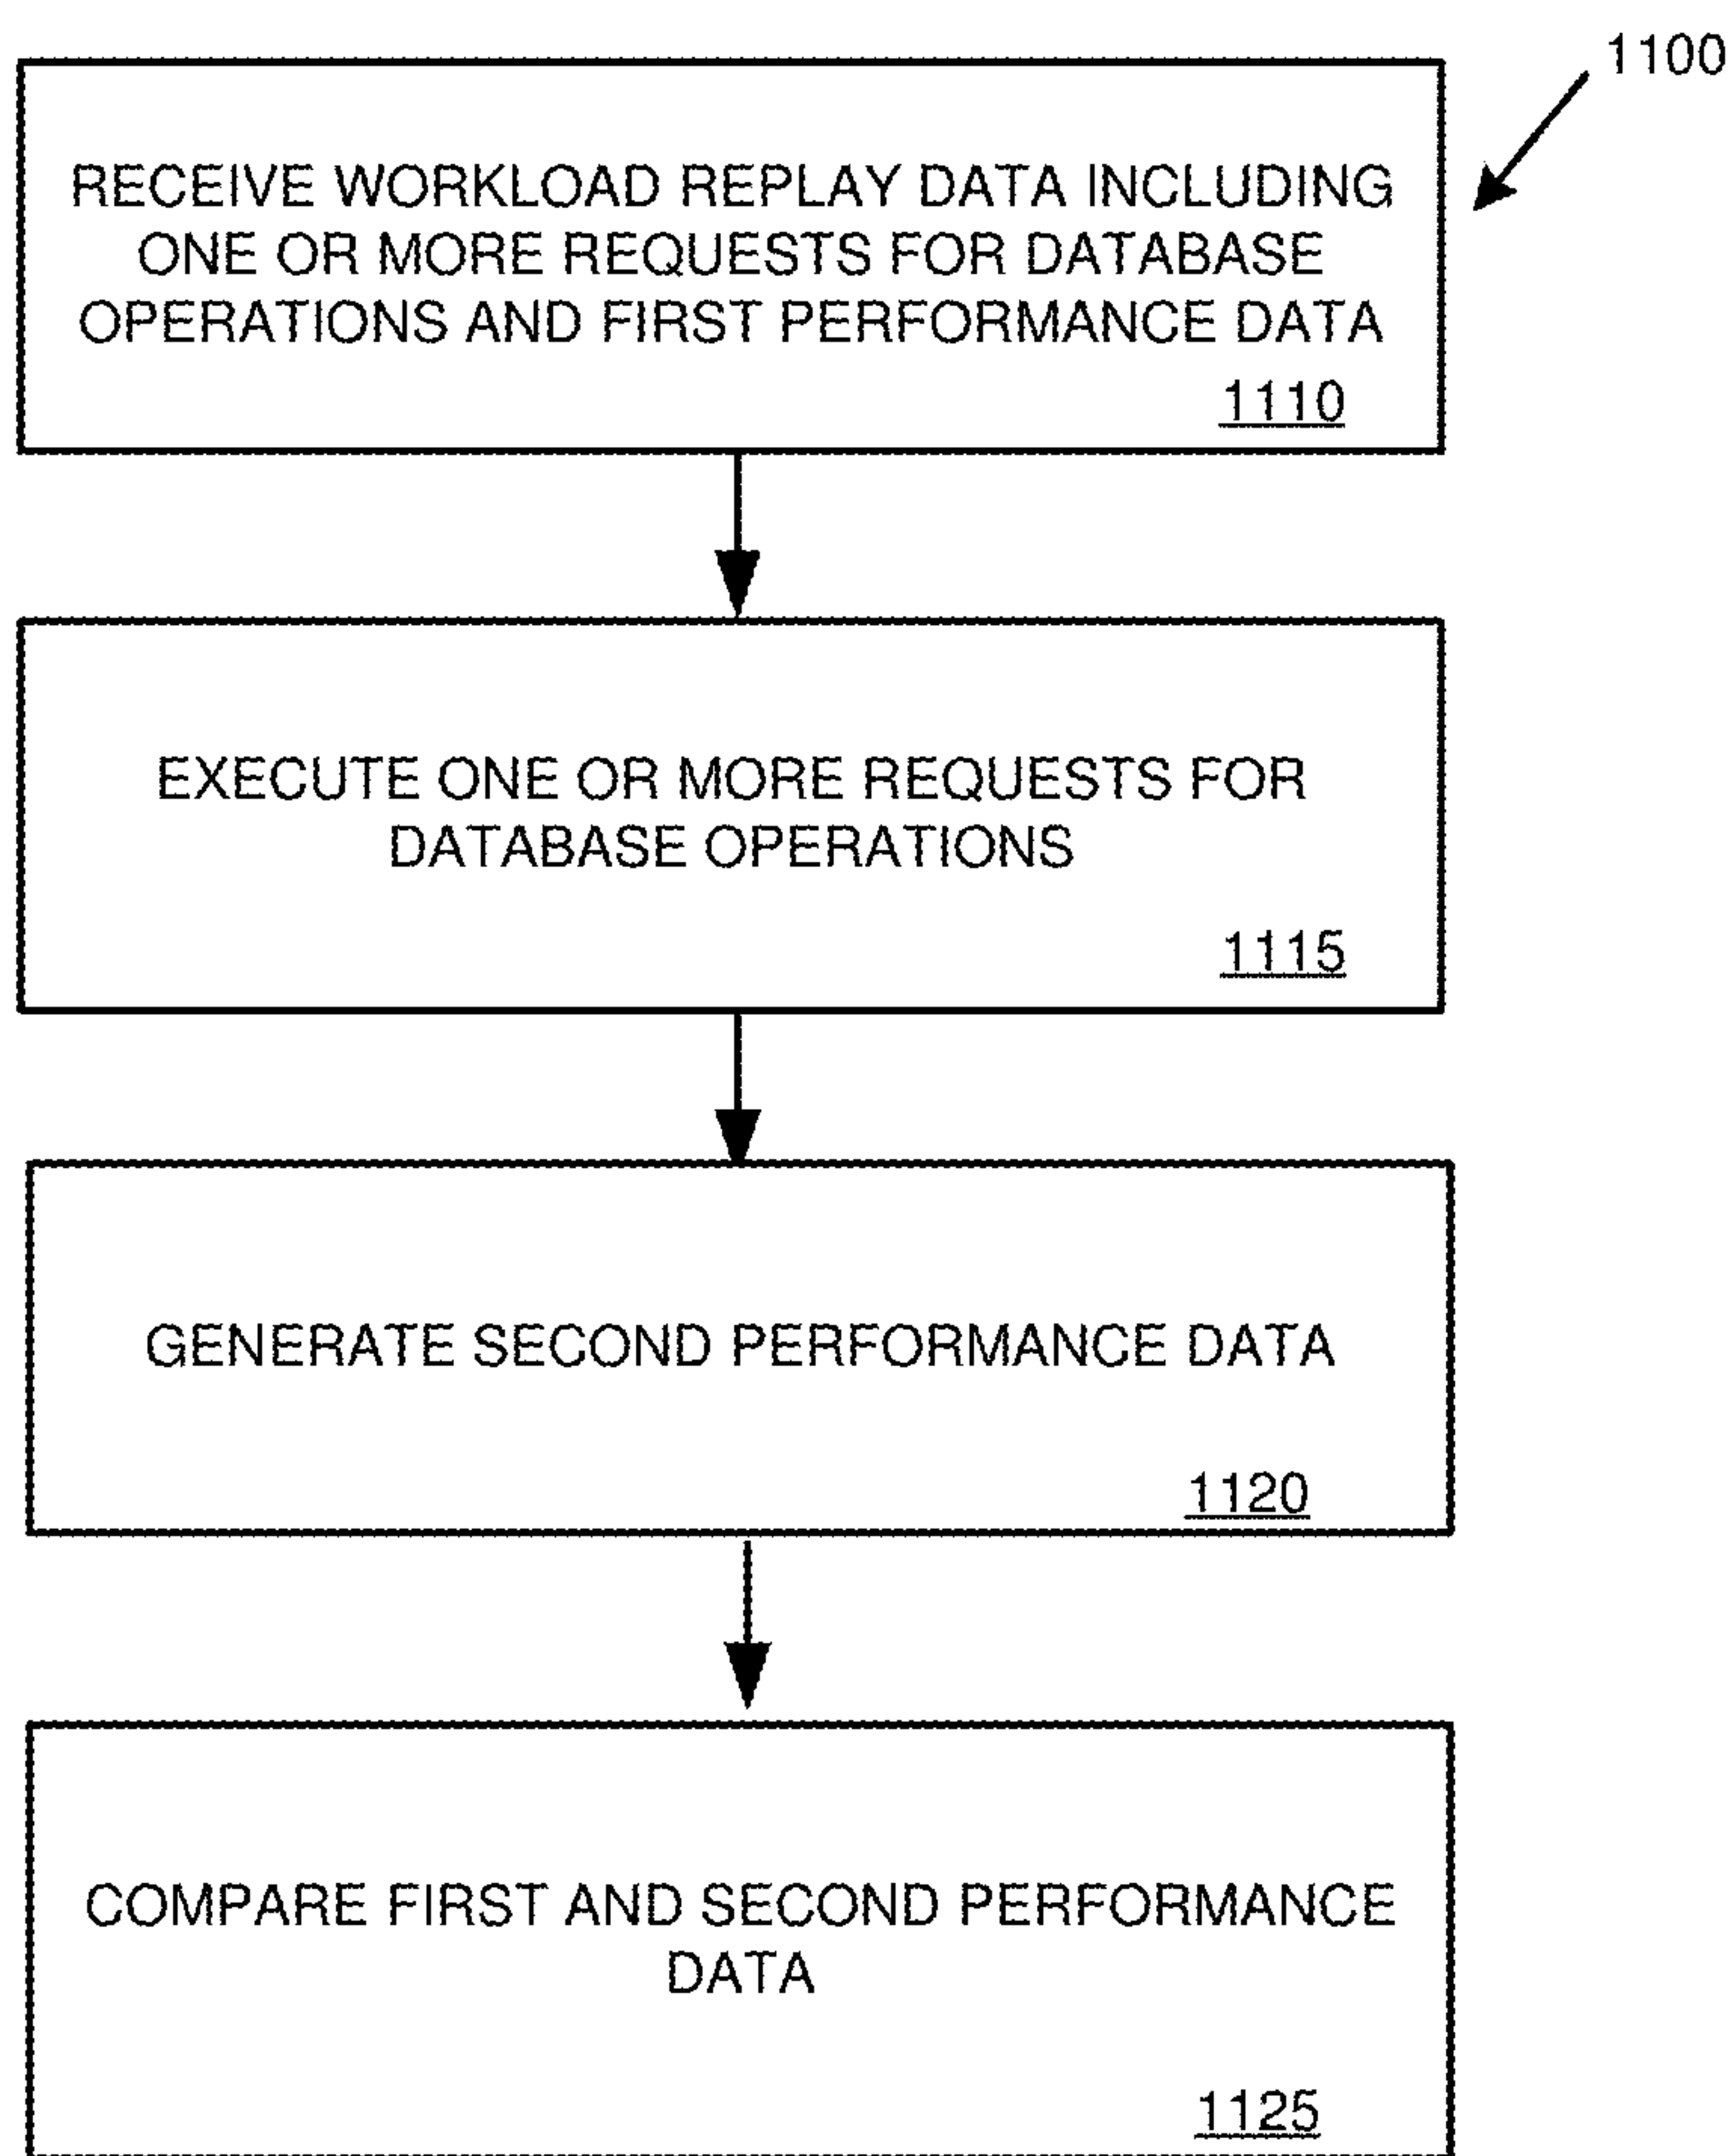 1100
RECEIVE WORKLOAD REPLAY DATA INCLUDING
ONE OR MORE REQUESTS FOR DATABASE
OPERATIONS AND FIRST PERFORMANCE DATA
1110
EXECUTE ONE OR MORE REQUESTS FOR
DATABASE OPERATIONS
1115
GENERATE SECOND PERFORMANCE DATA
1120
COMPARE FIRST AND SECOND PERFORMANCE
DATA
1125